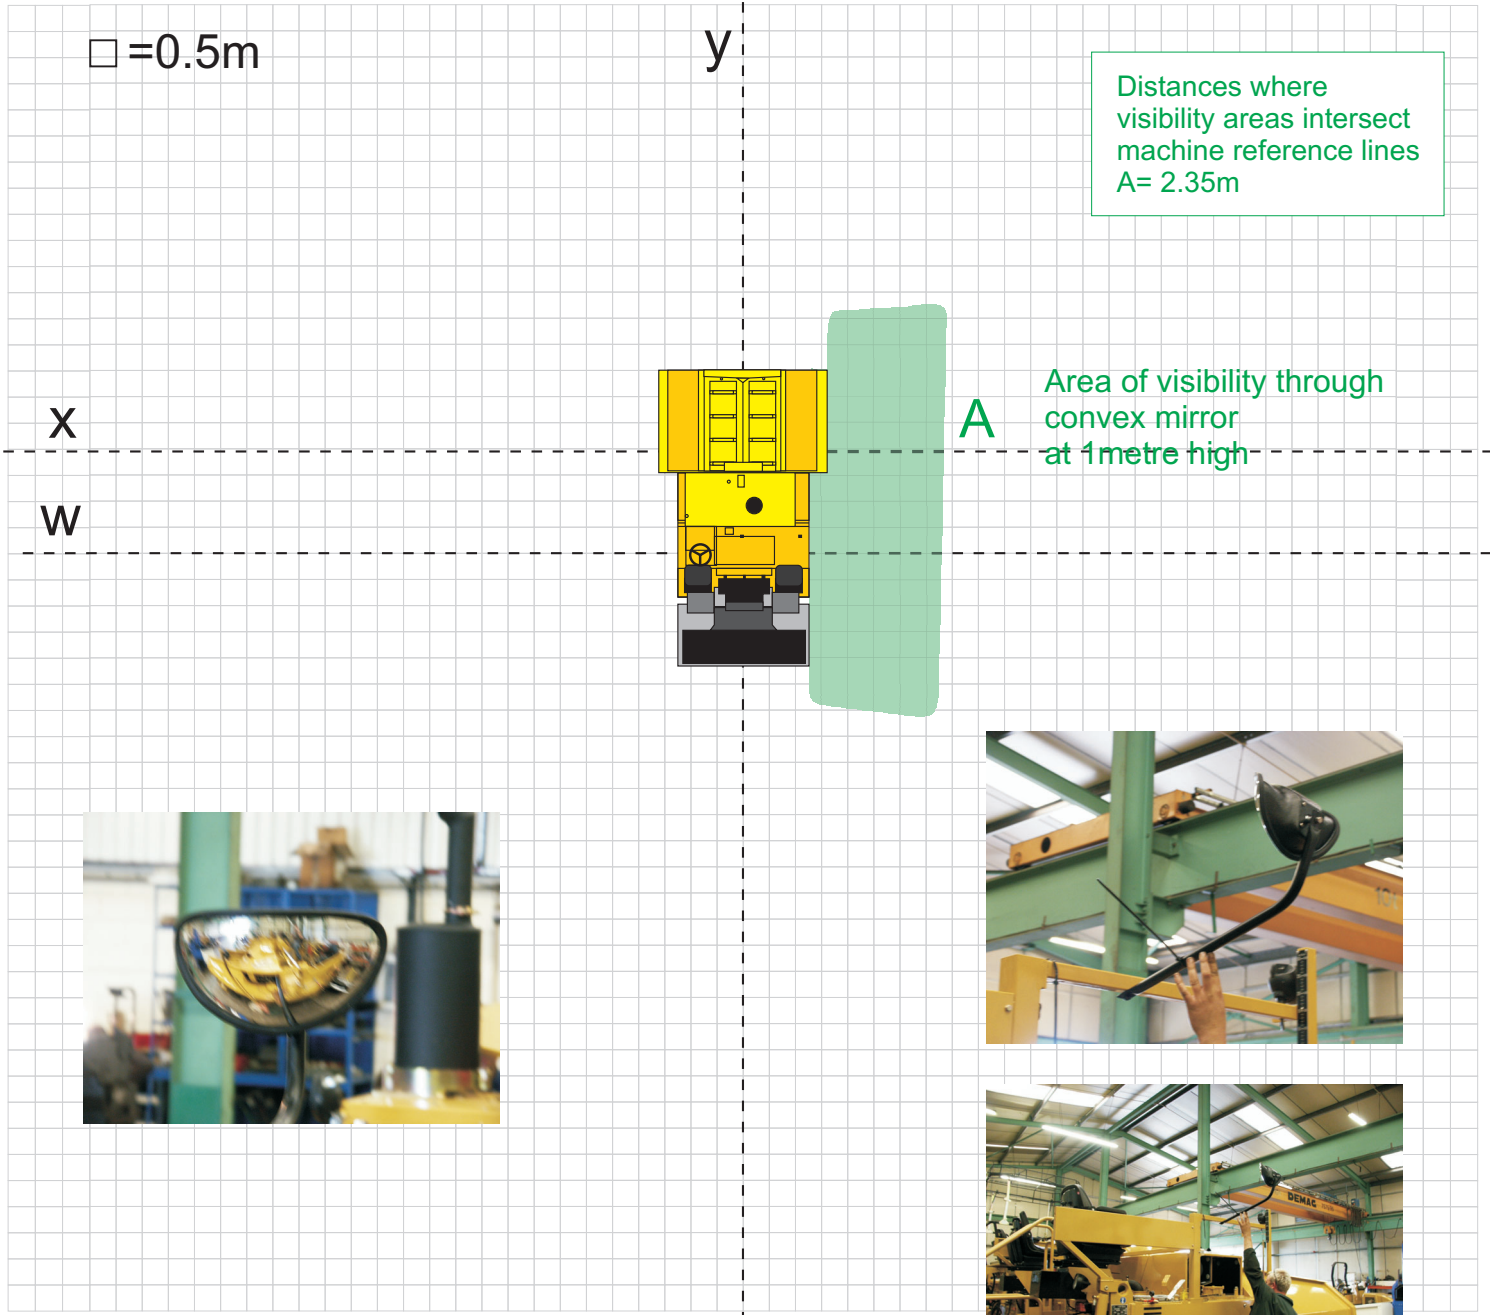 □ =0.5m
y
Distances where
visibility areas intersect
machine reference lines
A= 2.35m
x
A
Area of visibility through
convex mirror
at 1metre high
w
DEMAG